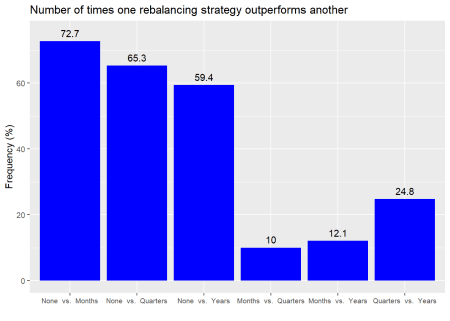 Number of times one rebalancing strategy outperforms another
72.7
65.3
59.4
10
12.1
24.8
Frequency (%)
60
40
20
0
None vs. Months
None vs. Quarters
None vs. Years
Months vs. Quarters
Months vs. Years
Quarters vs. Years